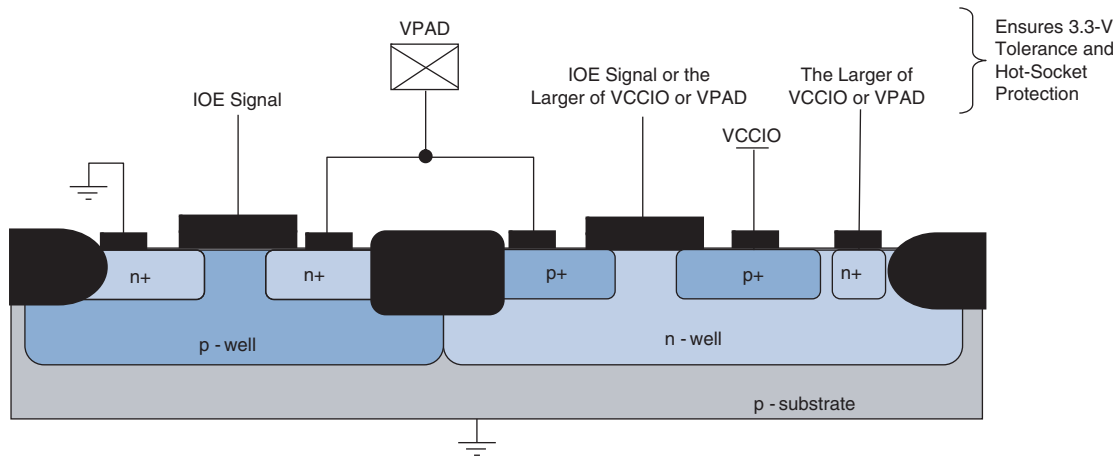 VPAD
IOE Signal
IOE Signal or the
Larger of VCCIO or VPAD
The Larger of
VCCIO or VPAD
Ensures 3.3-V
Tolerance and
Hot-Socket
Protection
VCCIO
n+
n+
p+
p+
n+
p - well
n - well
p - substrate